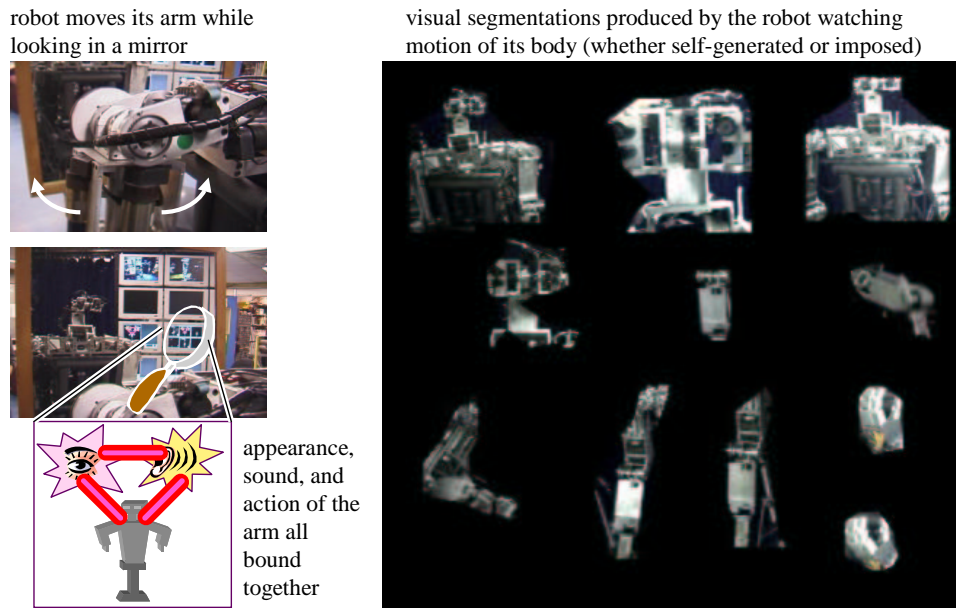 robot moves its arm while
looking in a mirror
visual segmentations produced by the robot watching
motion of its body (whether self-generated or imposed)
appearance,
sound, and
action of the
arm all
bound
together